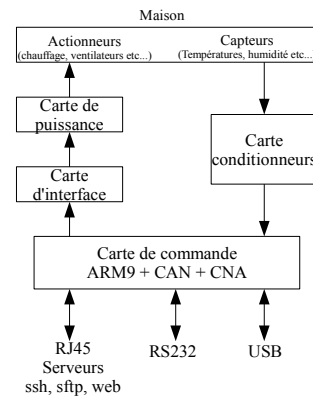 Maison
Actionneurs
(chauffage, ventilateurs etc...)
Capteurs
(Températures, humidité etc...)
Carte de
puissance
Carte
d'interface
Carte
conditionneurs
Carte de commande
ARM9 + CAN + CNA
RJ45
Serveurs
ssh, sftp, web
RS232
USB